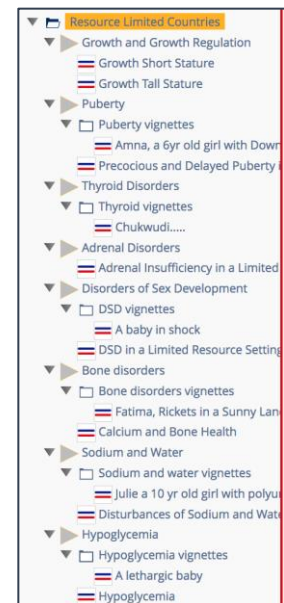 Resource Limited Countries
Growth and Growth Regulation
Growth Short Stature
Growth Tall Stature
Puberty
Puberty vignettes
Amna, a 6yr old girl with Down
Precocious and Delayed Puberty i
Thyroid Disorders
Thyroid vignettes
Chukwudi.....
Adrenal Disorders
Adrenal Insufficiency in a Limited
Disorders of Sex Development
DSD vignettes
A baby in shock
DSD in a Limited Resource Setting
Bone disorders
Bone disorders vignettes
Fatima, Rickets in a Sunny Lan
Calcium and Bone Health
Sodium and Water
Sodium and water vignettes
Julie a 10 yr old girl with polyu
Disturbances of Sodium and Wate
Hypoglycemia
Hypoglycemia vignettes
A lethargic baby
Hypoglycemia